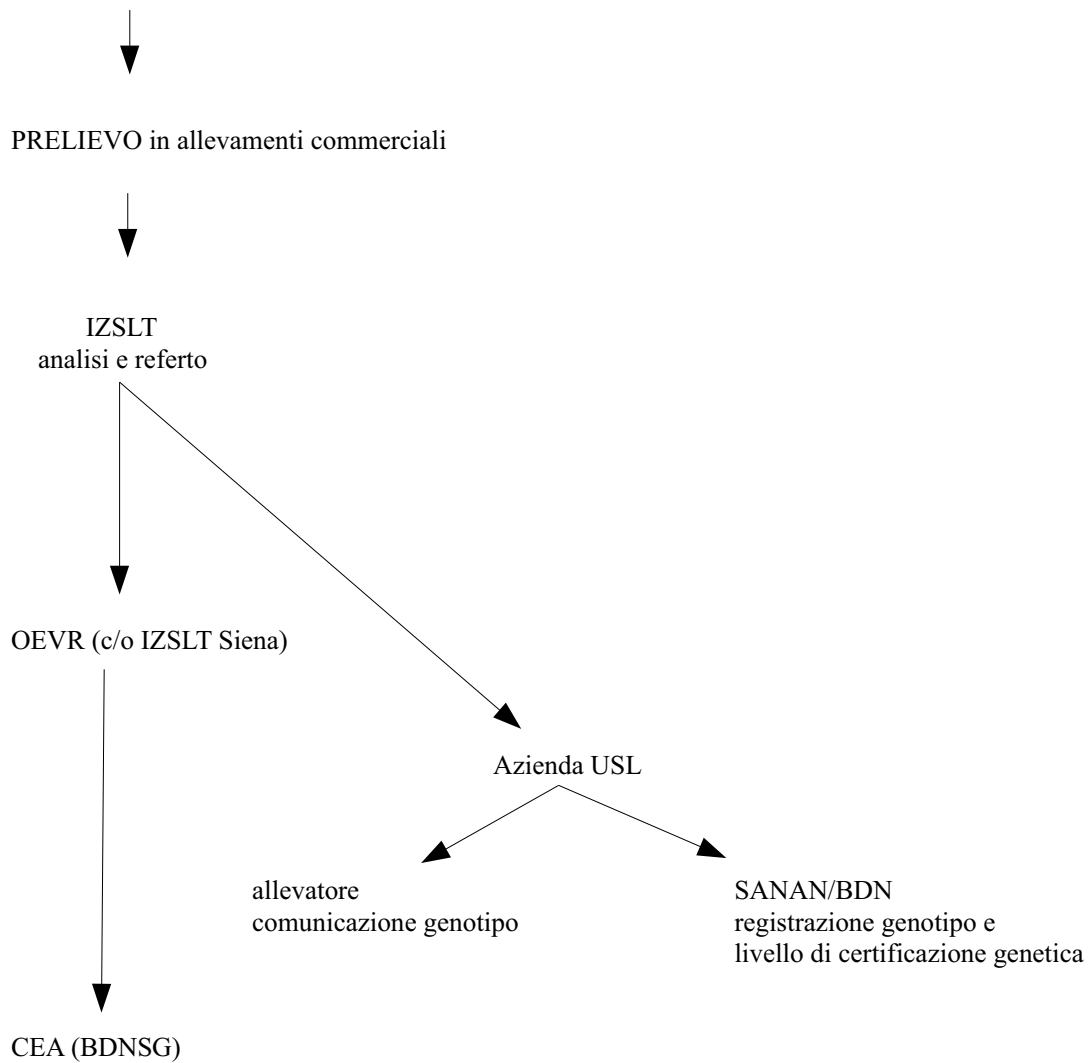 PRELIEVO in allevamenti commerciali
IZSLT
analisi e referto
OEVR (c/o IZSLT Siena)
Azienda USL
allevatore
comunicazione genotipo
SANAN/BDN
registrazione genotipo e
livello di certificazione genetica
CEA (BDNSG)